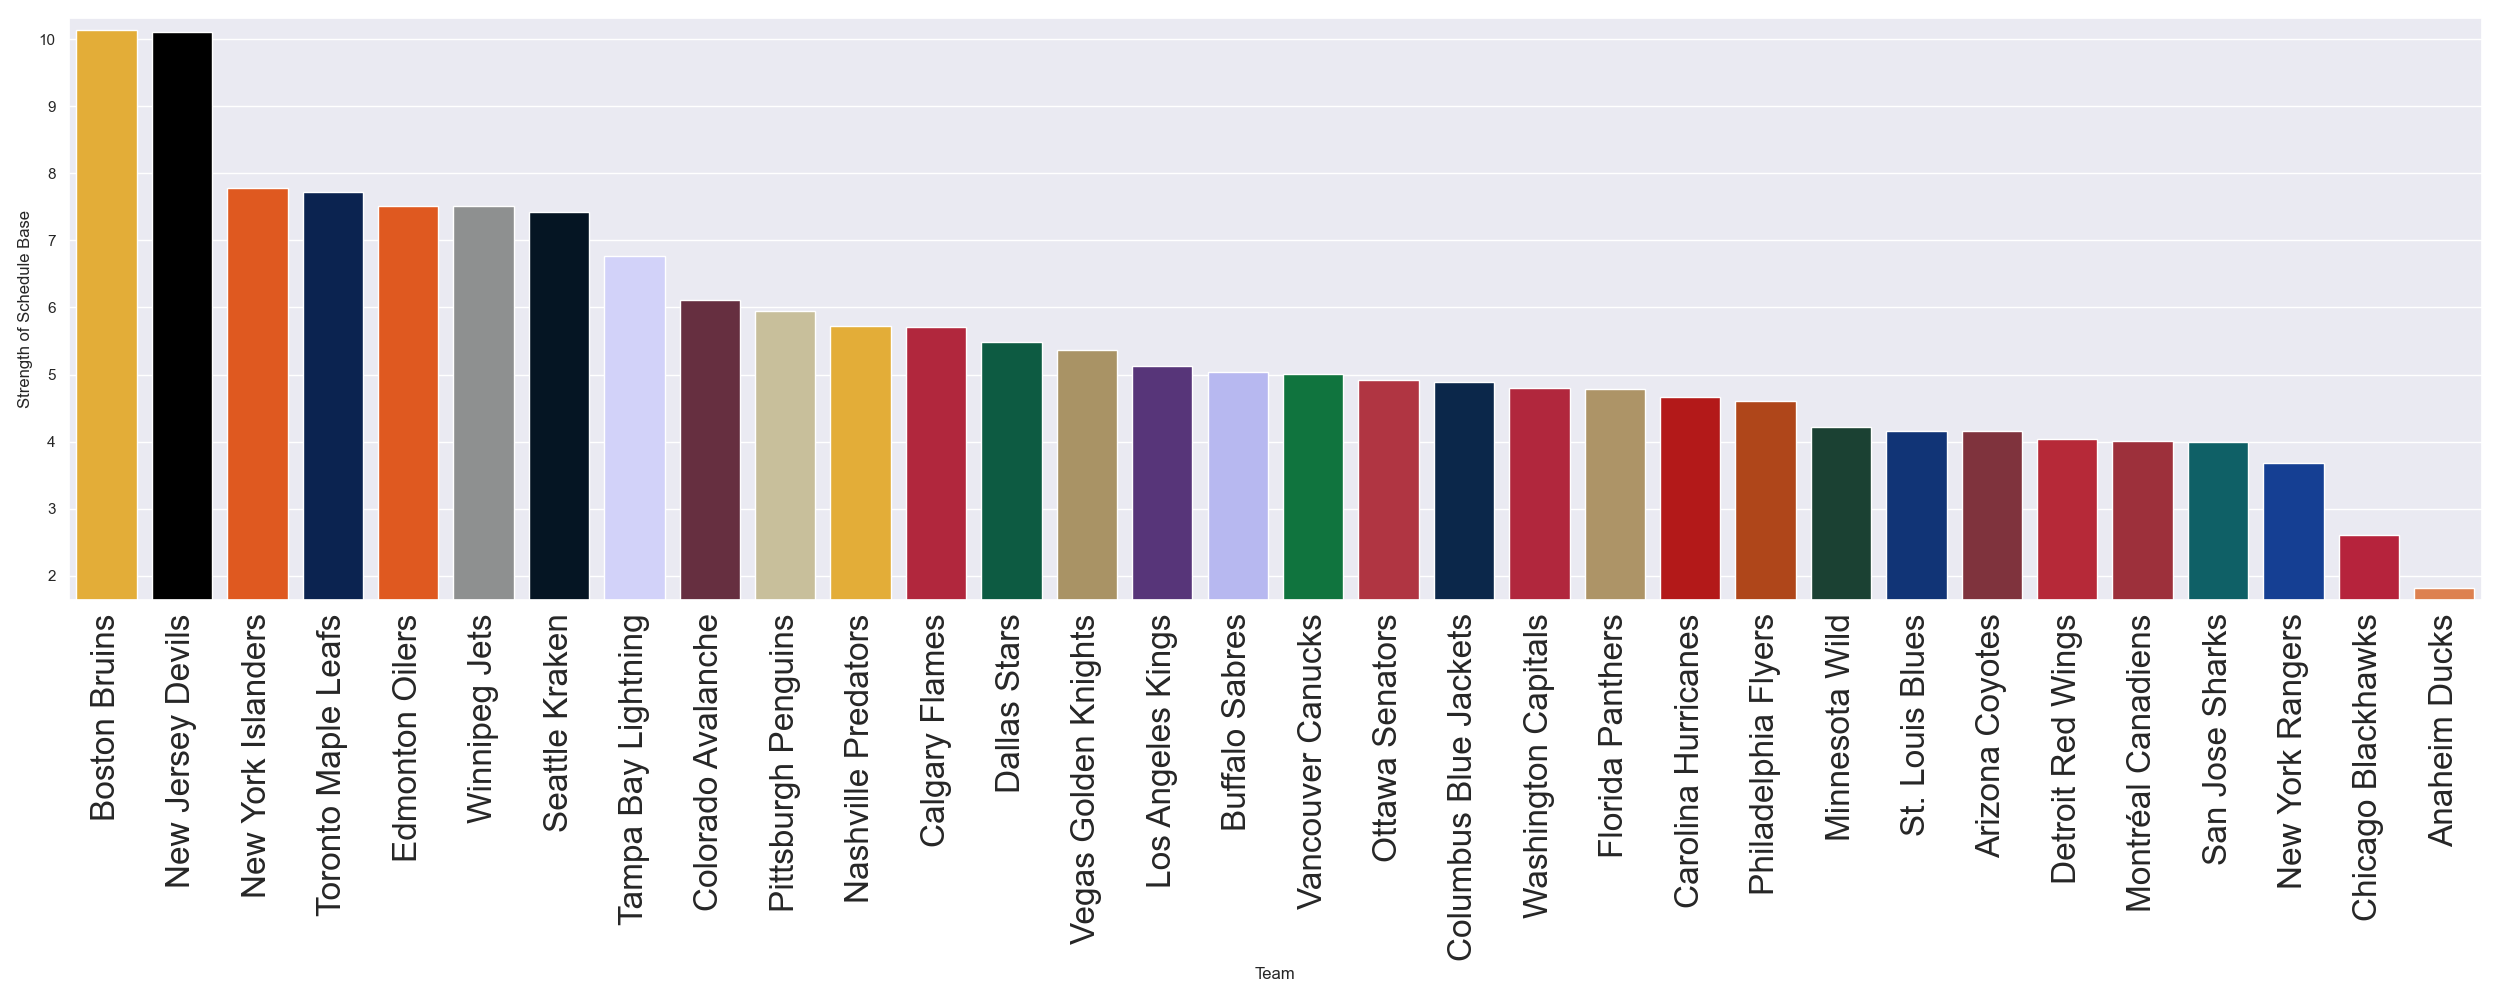 Strength of Schedule Base
10
9
8
7
6
5
4
3
2
Boston Bruins
New Jersey Devils
New York Islanders
Toronto Maple Leafs
Edmonton Oilers
Winnipeg Jets
Seattle Kraken
Tampa Bay Lightning
Colorado Avalanche
Pittsburgh Penguins
Nashville Predators
Calgary Flames
Dallas Stars
Vegas Golden Knights
Los Angeles Kings
Buffalo Sabres
Vancouver Canucks
Ottawa Senators
Columbus Blue Jackets
Washington Capitals
Florida Panthers
Carolina Hurricanes
Philadelphia Flyers
Minnesota Wild
St. Louis Blues
Arizona Coyotes
Detroit Red Wings
Montréal Canadiens
San Jose Sharks
New York Rangers
Chicago Blackhawks
Anaheim Ducks
Team